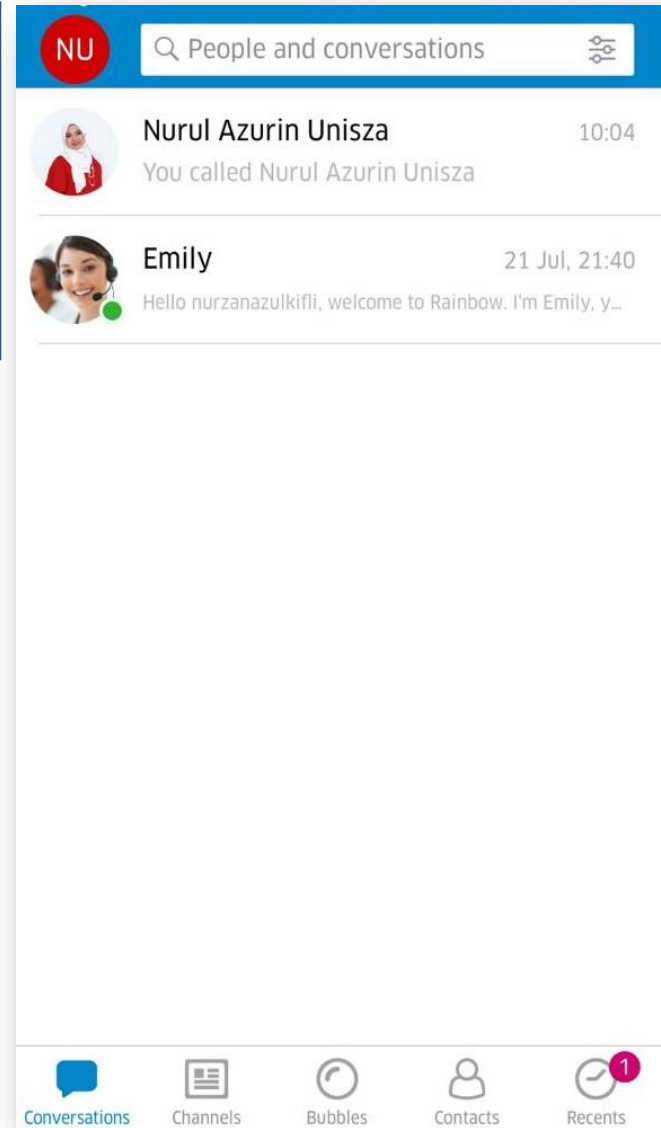 NU
People and conversations
Nurul Azurin Unisza 10:04
You called Nurul Azurin Unisza
Emily 21 Jul, 21:40
Hello nurzanazulkifli, welcome to Rainbow. I'm Emily, y...
1
Conversations Channels Bubbles Contacts Recents